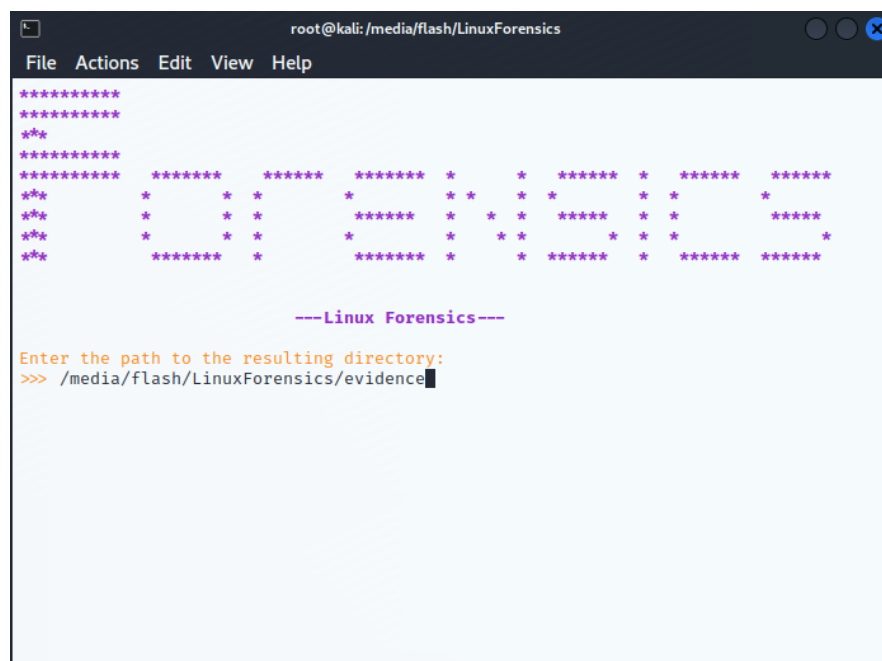 root@kali: /media/flash/LinuxForensics
File Actions Edit View Help
**********
**********
***
**********
********** ******* ****** ******* * * ****** * ****** ******
*** * * * * * * * * * * *
*** * * * ****** * * * ***** * * *****
*** * * * * * * * * * * * *
*** ******* * ******* * * ****** * ****** ******
---Linux Forensics---
Enter the path to the resulting directory:
>>> /media/flash/LinuxForensics/evidence